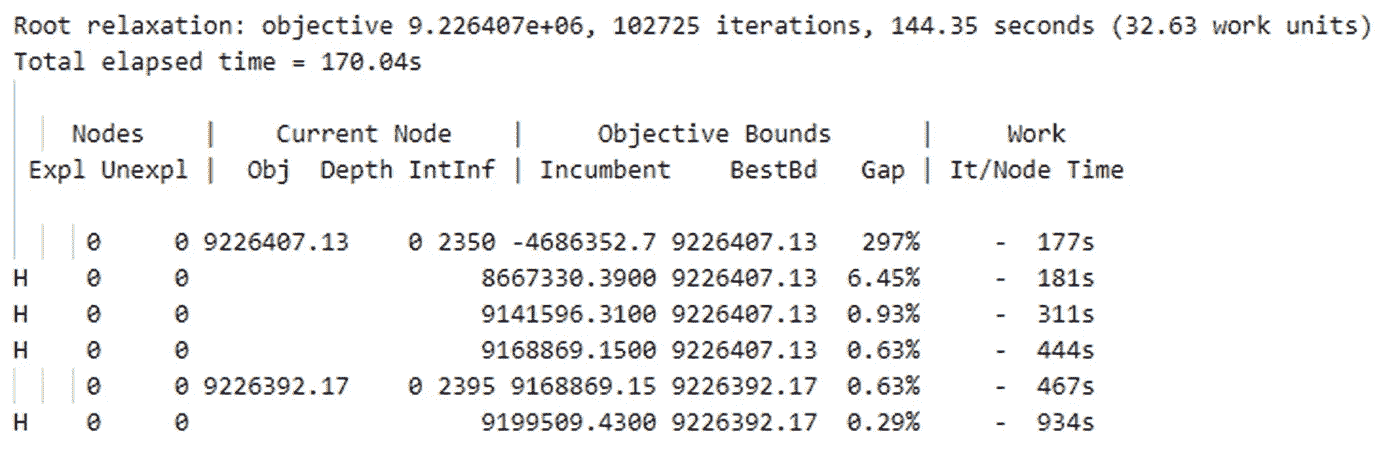 Root relaxation: objective 9.226407e+06, 102725 iterations, 144.35 seconds (32.63 work units)
Total elapsed time = 170.04s
Nodes | Current Node | Objective Bounds | Work
Expl Unexpl | Obj Depth IntInf | Incumbent BestBd Gap | It/Node Time
0 0 9226407.13 0 2350 -4686352.7 9226407.13 297% - 177s
H 0 0 8667330.3900 9226407.13 6.45% - 181s
H 0 0 9141596.3100 9226407.13 0.93% - 311s
H 0 0 9168869.1500 9226407.13 0.63% - 444s
0 0 9226392.17 0 2395 9168869.15 9226392.17 0.63% - 467s
H 0 0 9199509.4300 9226392.17 0.29% - 934s